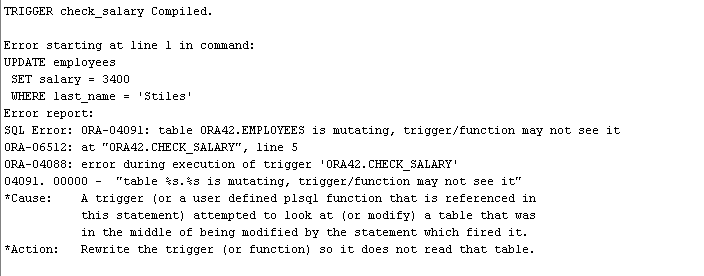 TRIGGER check_salary Compiled.
Error starting at line 1 in command:
UPDATE employees
SET salary = 3400
WHERE last_name = 'Stiles'
Error report:
SQL Error: ORA-04091: table ORA42.EMPLOYEES is mutating, trigger/function may not see it
ORA-06512: at "ORA42.CHECK_SALARY", line 5
ORA-04088: error during execution of trigger 'ORA42.CHECK_SALARY'
04091. 00000 -  "table %s.%s is mutating, trigger/function may not see it"
*Cause:    A trigger (or a user defined plsql function that is referenced in
this statement) attempted to look at (or modify) a table that was
in the middle of being modified by the statement which fired it.
*Action:   Rewrite the trigger (or function) so it does not read that table.